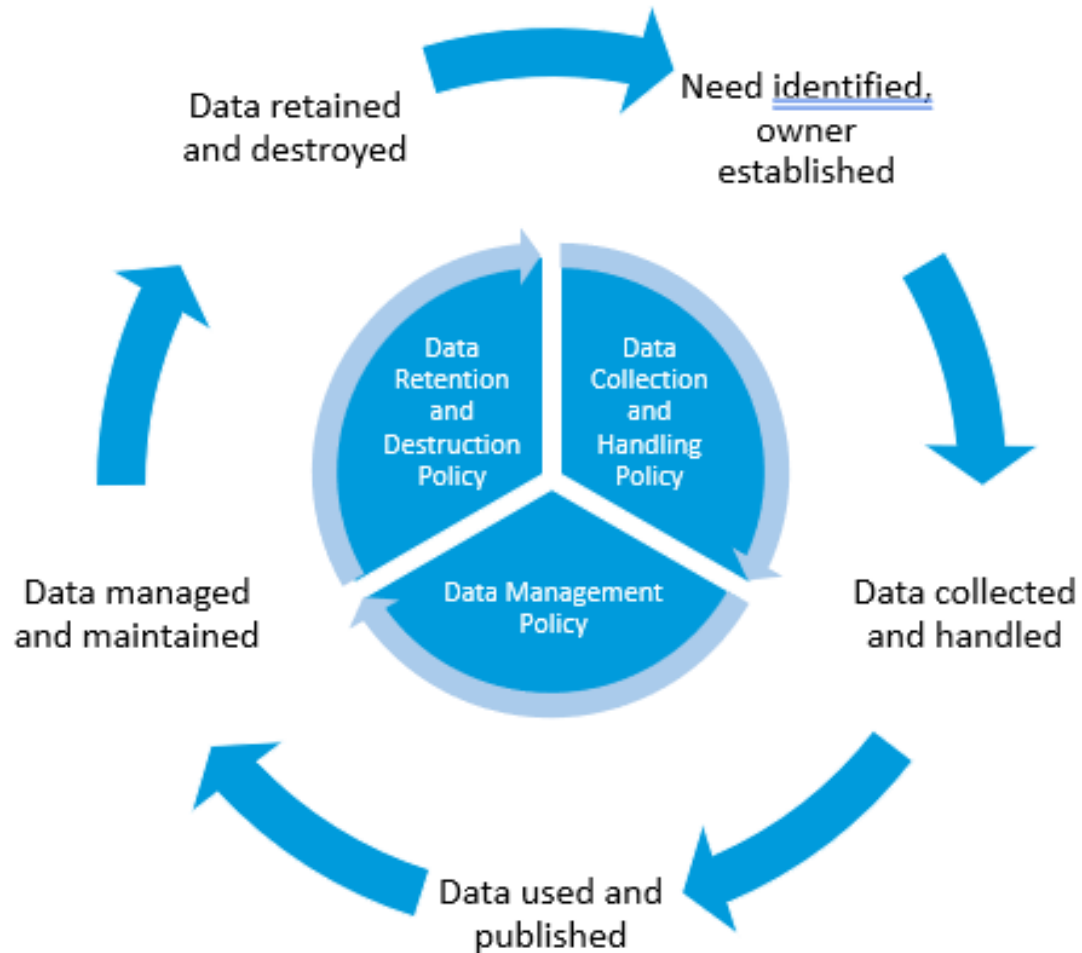 Need identified,
owner
established
Data collected
and handled
Data used and
published
Data managed
and maintained
Data retained
and destroyed
Data
Collection
and
Handling
Policy
Data Management
Policy
Data
Retention
and
Destruction
Policy